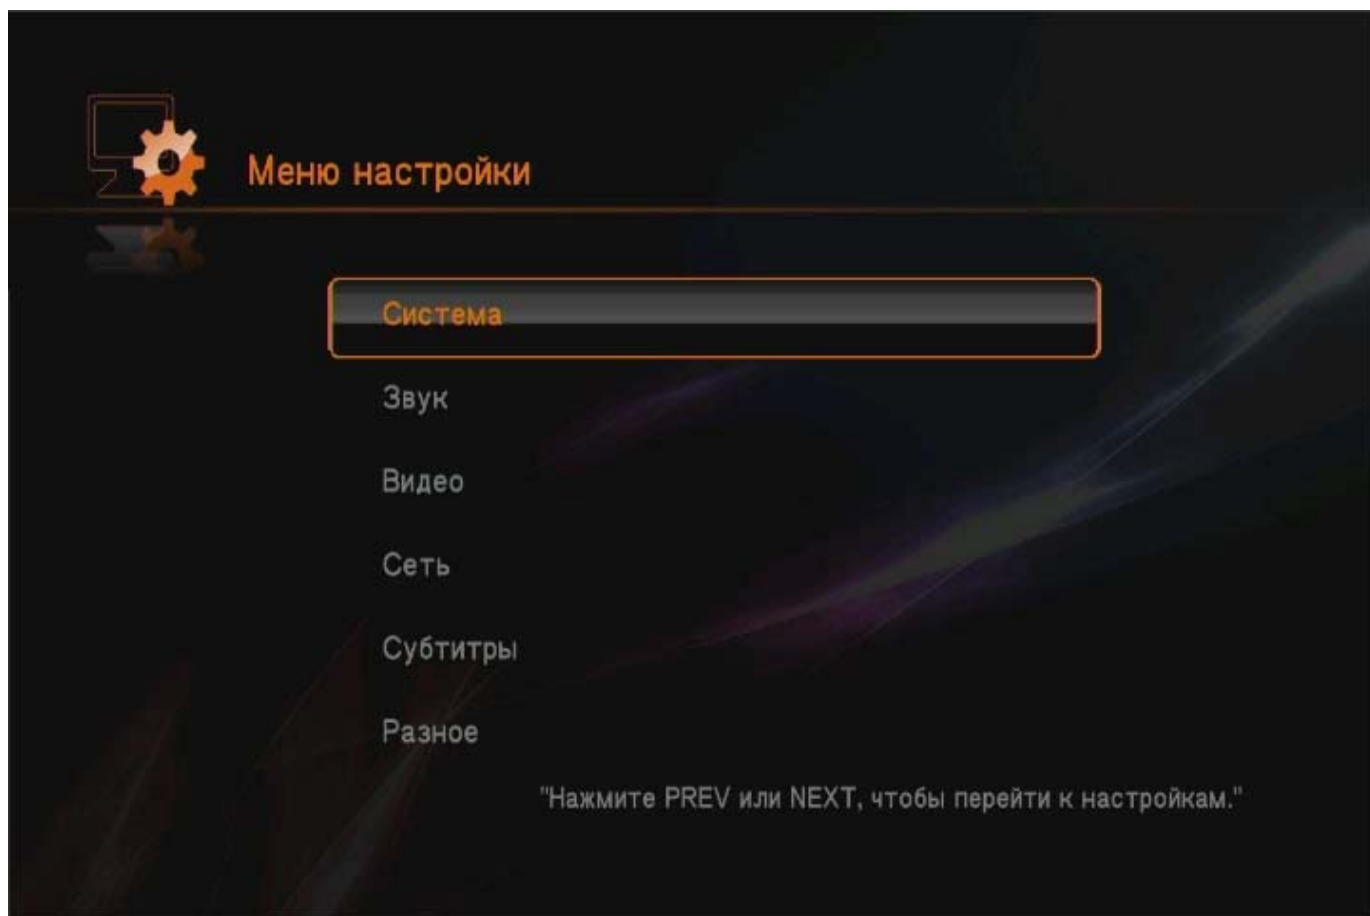 Меню настройки
Система
Звук
Видео
Сеть
Субтитры
Разное
"Нажмите PREV или NEXT, чтобы перейти к настройкам."